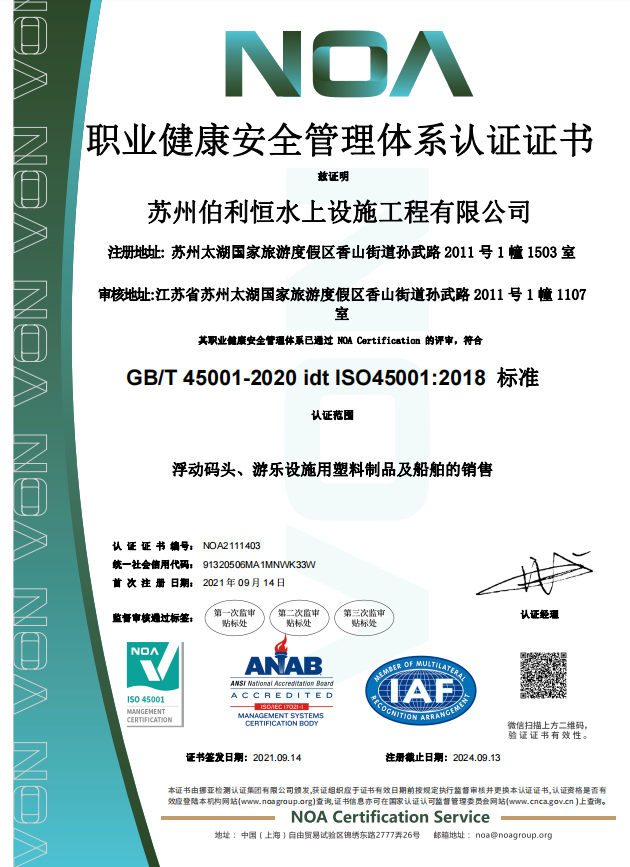 NOA
职业健康安全管理体系认证证书
兹证明
苏州伯利恒水上设施工程有限公司
注册地址: 苏州太湖国家旅游度假区香山街道孙武路 2011 号 1 幢 1503 室
审核地址:江苏省苏州太湖国家旅游度假区香山街道孙武路 2011 号 1 幢 1107
室
其职业健康安全管理体系已通过 NOA Certification 的评审，符合
GB/T 45001-2020 idt ISO45001:2018 标准
认证范围
浮动码头、游乐设施用塑料制品及船舶的销售
认 证 证 书 编号: NOA2111403
统一社会信用代码: 91320506MA1MNWK33W
首 次 注 册 日期: 2021 年 09 月 14 日
监督审核通过标签:
第一次监审
贴标处
第二次监审
贴标处
第三次监审
贴标处
认证经理
NOA
ISO 45001
MANGEMENT
CERTIFICATION
ANAB
ANSI National Accreditation Board
ACCREDITED
ISO/IEC 17021-1
MANAGEMENT SYSTEMS
CERTIFICATION BODY
MEMBER OF MULTILATERAL
IAF
RECOGNITION ARRANGEMENT
微信扫描上方二维码，
验证证书有效性。
证书签发日期: 2021.09.14
注册截止日期: 2024.09.13
本证书由挪亚检测认证集团有限公司颁发,获证组织应于证书有效日期前按规定执行监督审核并更换本认证证书,认证资格是否有
效应登陆本机构网站(www.noagroup.org)查询,证书信息亦可在国家认证认可监督管理委员会网站(www.cnca.gov.cn )上查询。
NOA Certification Service
地址： 中国（上海）自由贸易试验区锦绣东路2777弄26号 邮箱地址： noa@noagroup.org